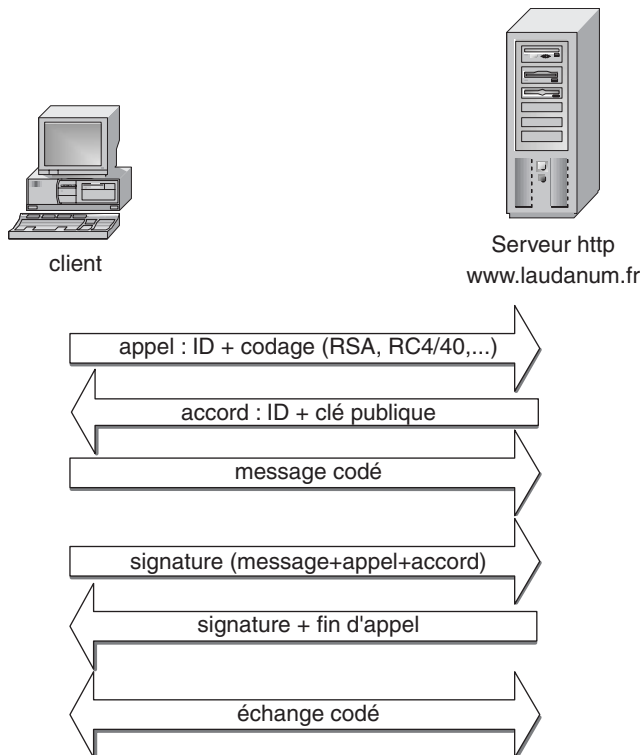 client
Serveur http
www.laudanum.fr
appel : ID + codage (RSA, RC4/40,...)
accord : ID + clé publique
message codé
signature (message+appel+accord)
signature + fin d'appel
échange codé